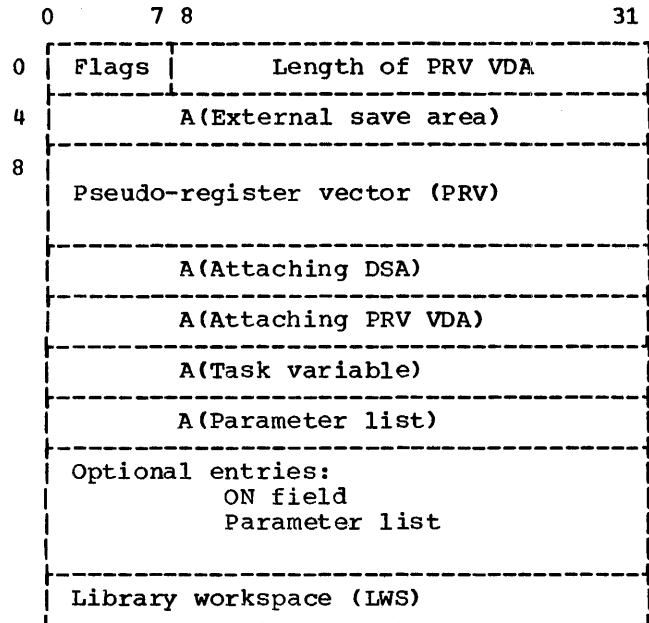 0 7 8 31
0 Flags Length of PRV VDA
4 A(External save area)
8
Pseudo-register vector (PRV)
A(Attaching DSA)
A(Attaching PRV VDA)
A(Task variable)
A(Parameter list)
Optional entries:
ON field
Parameter list
Library workspace (LWS)